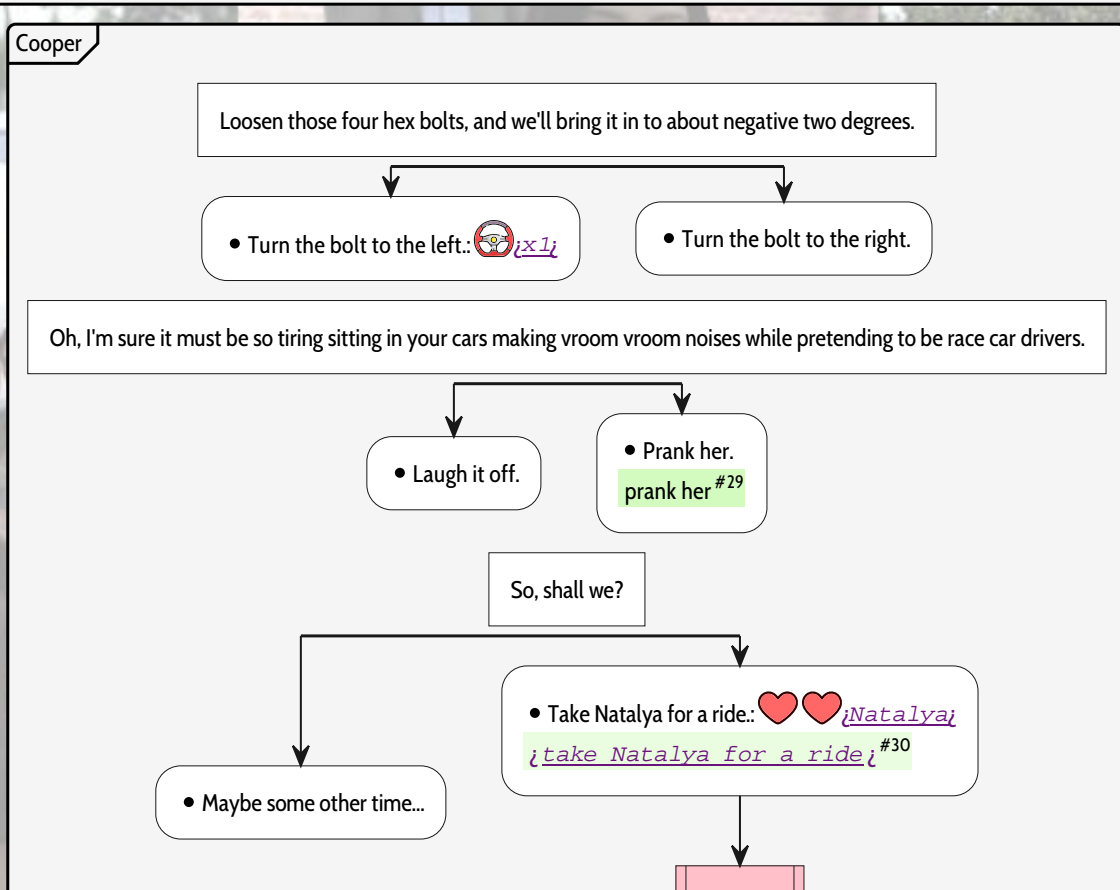 Cooper
Loosen those four hex bolts, and we'll bring it in to about negative two degrees.
• Turn the bolt to the left.: ¿x1¿
• Turn the bolt to the right.
Oh, I'm sure it must be so tiring sitting in your cars making vroom vroom noises while pretending to be race car drivers.
• Laugh it off.
• Prank her.
prank her #29
So, shall we?
• Take Natalya for a ride.: ¿Natalya¿
¿take Natalya for a ride¿ #30
• Maybe some other time...